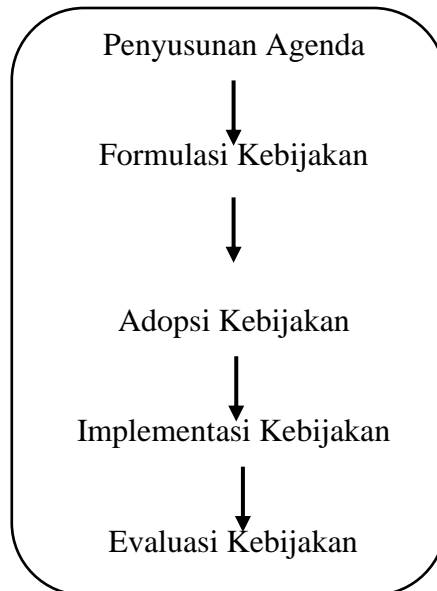 Penyusunan Agenda
Formulasi Kebijakan
Adopsi Kebijakan
Implementasi Kebijakan
Evaluasi Kebijakan